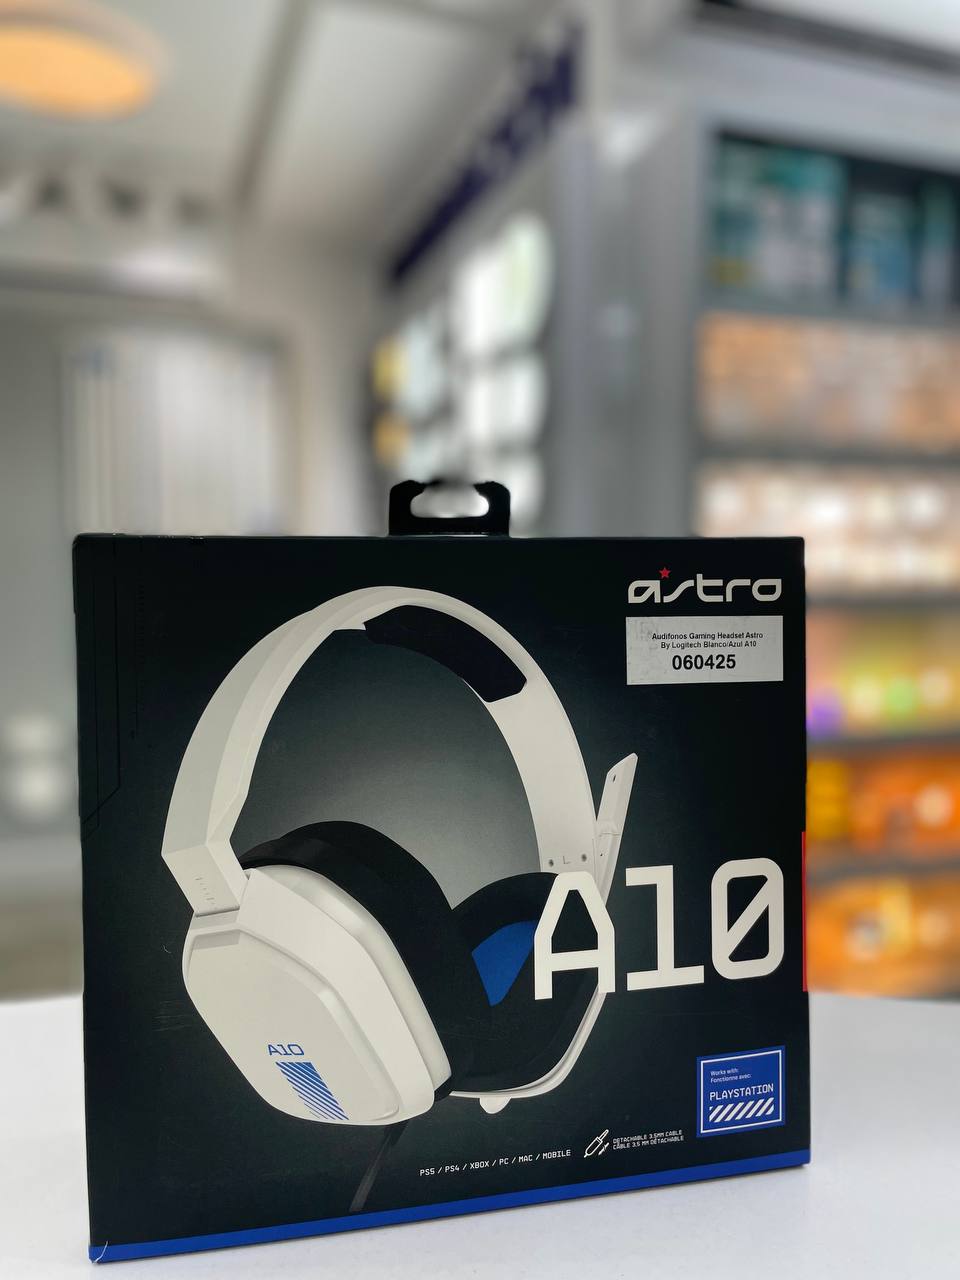 astro
Audifonos Gaming Headset Astro
By Logitech Blanco/Azul A10
060425
L
A10
A10
Works with:
Fonctionne avec:
PLAYSTATION
DETACHABLE 3.5MM CABLE
CÂBLE 3,5 MM DÉTACHABLE
PS5 / PS4 / XBOX / PC / MAC / MOBILE